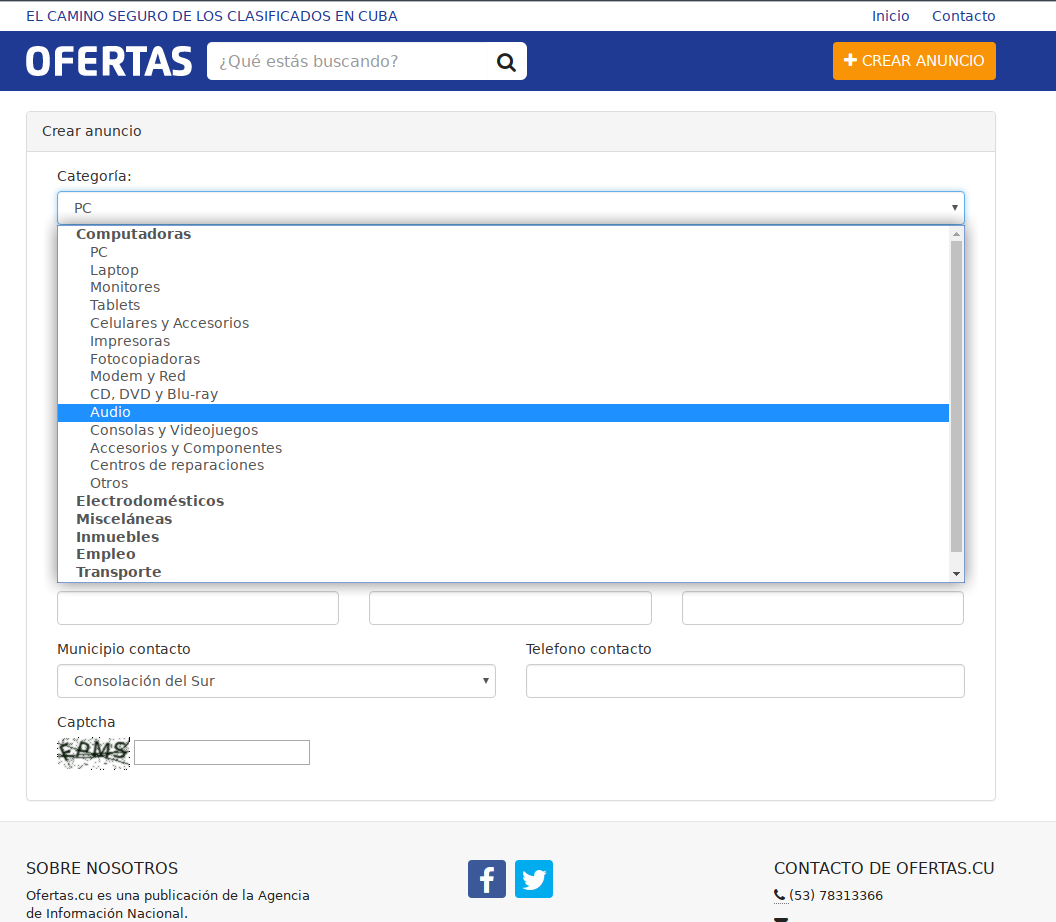 EL CAMINO SEGURO DE LOS CLASIFICADOS EN CUBA
Inicio
Contacto
OFERTAS
¿Qué estás buscando?
CREAR ANUNCIO
Crear anuncio
Categoría:
PC
Computadoras
PC
Laptop
Monitores
Tablets
Celulares y Accesorios
Impresoras
Fotocopiadoras
Modem y Red
CD, DVD y Blu-ray
Audio
Consolas y Videojuegos
Accesorios y Componentes
Centros de reparaciones
Otros
Electrodomésticos
Misceláneas
Inmuebles
Empleo
Transporte
Municipio contacto
Telefono contacto
Consolación del Sur
Captcha
SOBRE NOSOTROS
Ofertas.cu es una publicación de la Agencia
de Información Nacional.
CONTACTO DE OFERTAS.CU
(53) 78313366